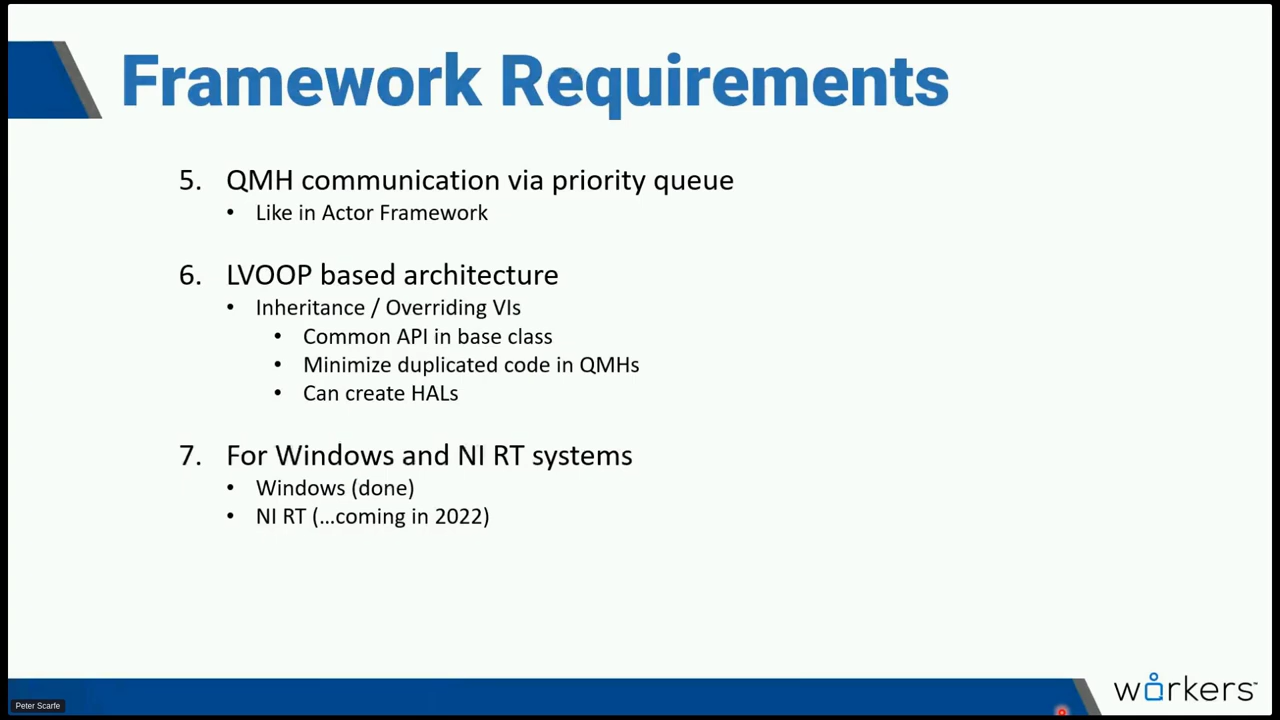 Framework Requirements
5. QMH communication via priority queue
• Like in Actor Framework
6. LVOOP based architecture
• Inheritance / Overriding VIs
• Common API in base class
• Minimize duplicated code in QMHs
• Can create HALs
7. For Windows and NI RT systems
• Windows (done)
• NI RT (...coming in 2022)
workers™
Peter Scarfe